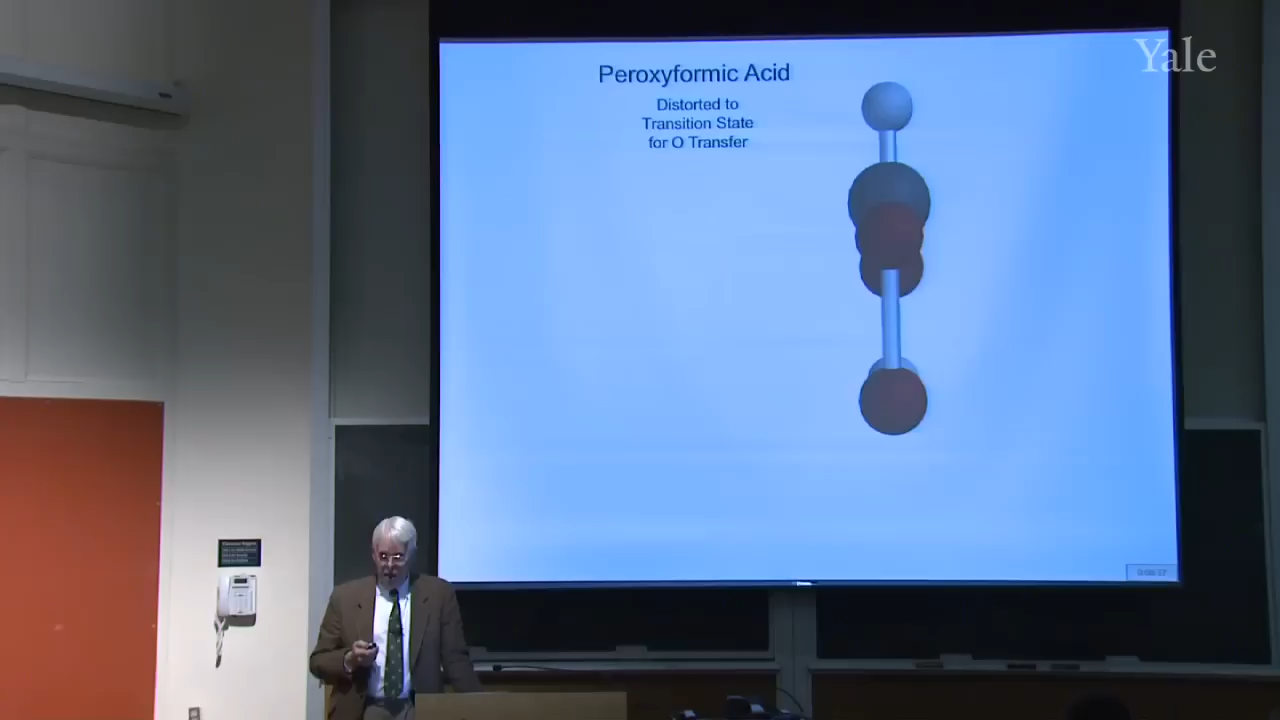 Yale
Peroxyformic Acid
Distorted to
Transition State
for O Transfer